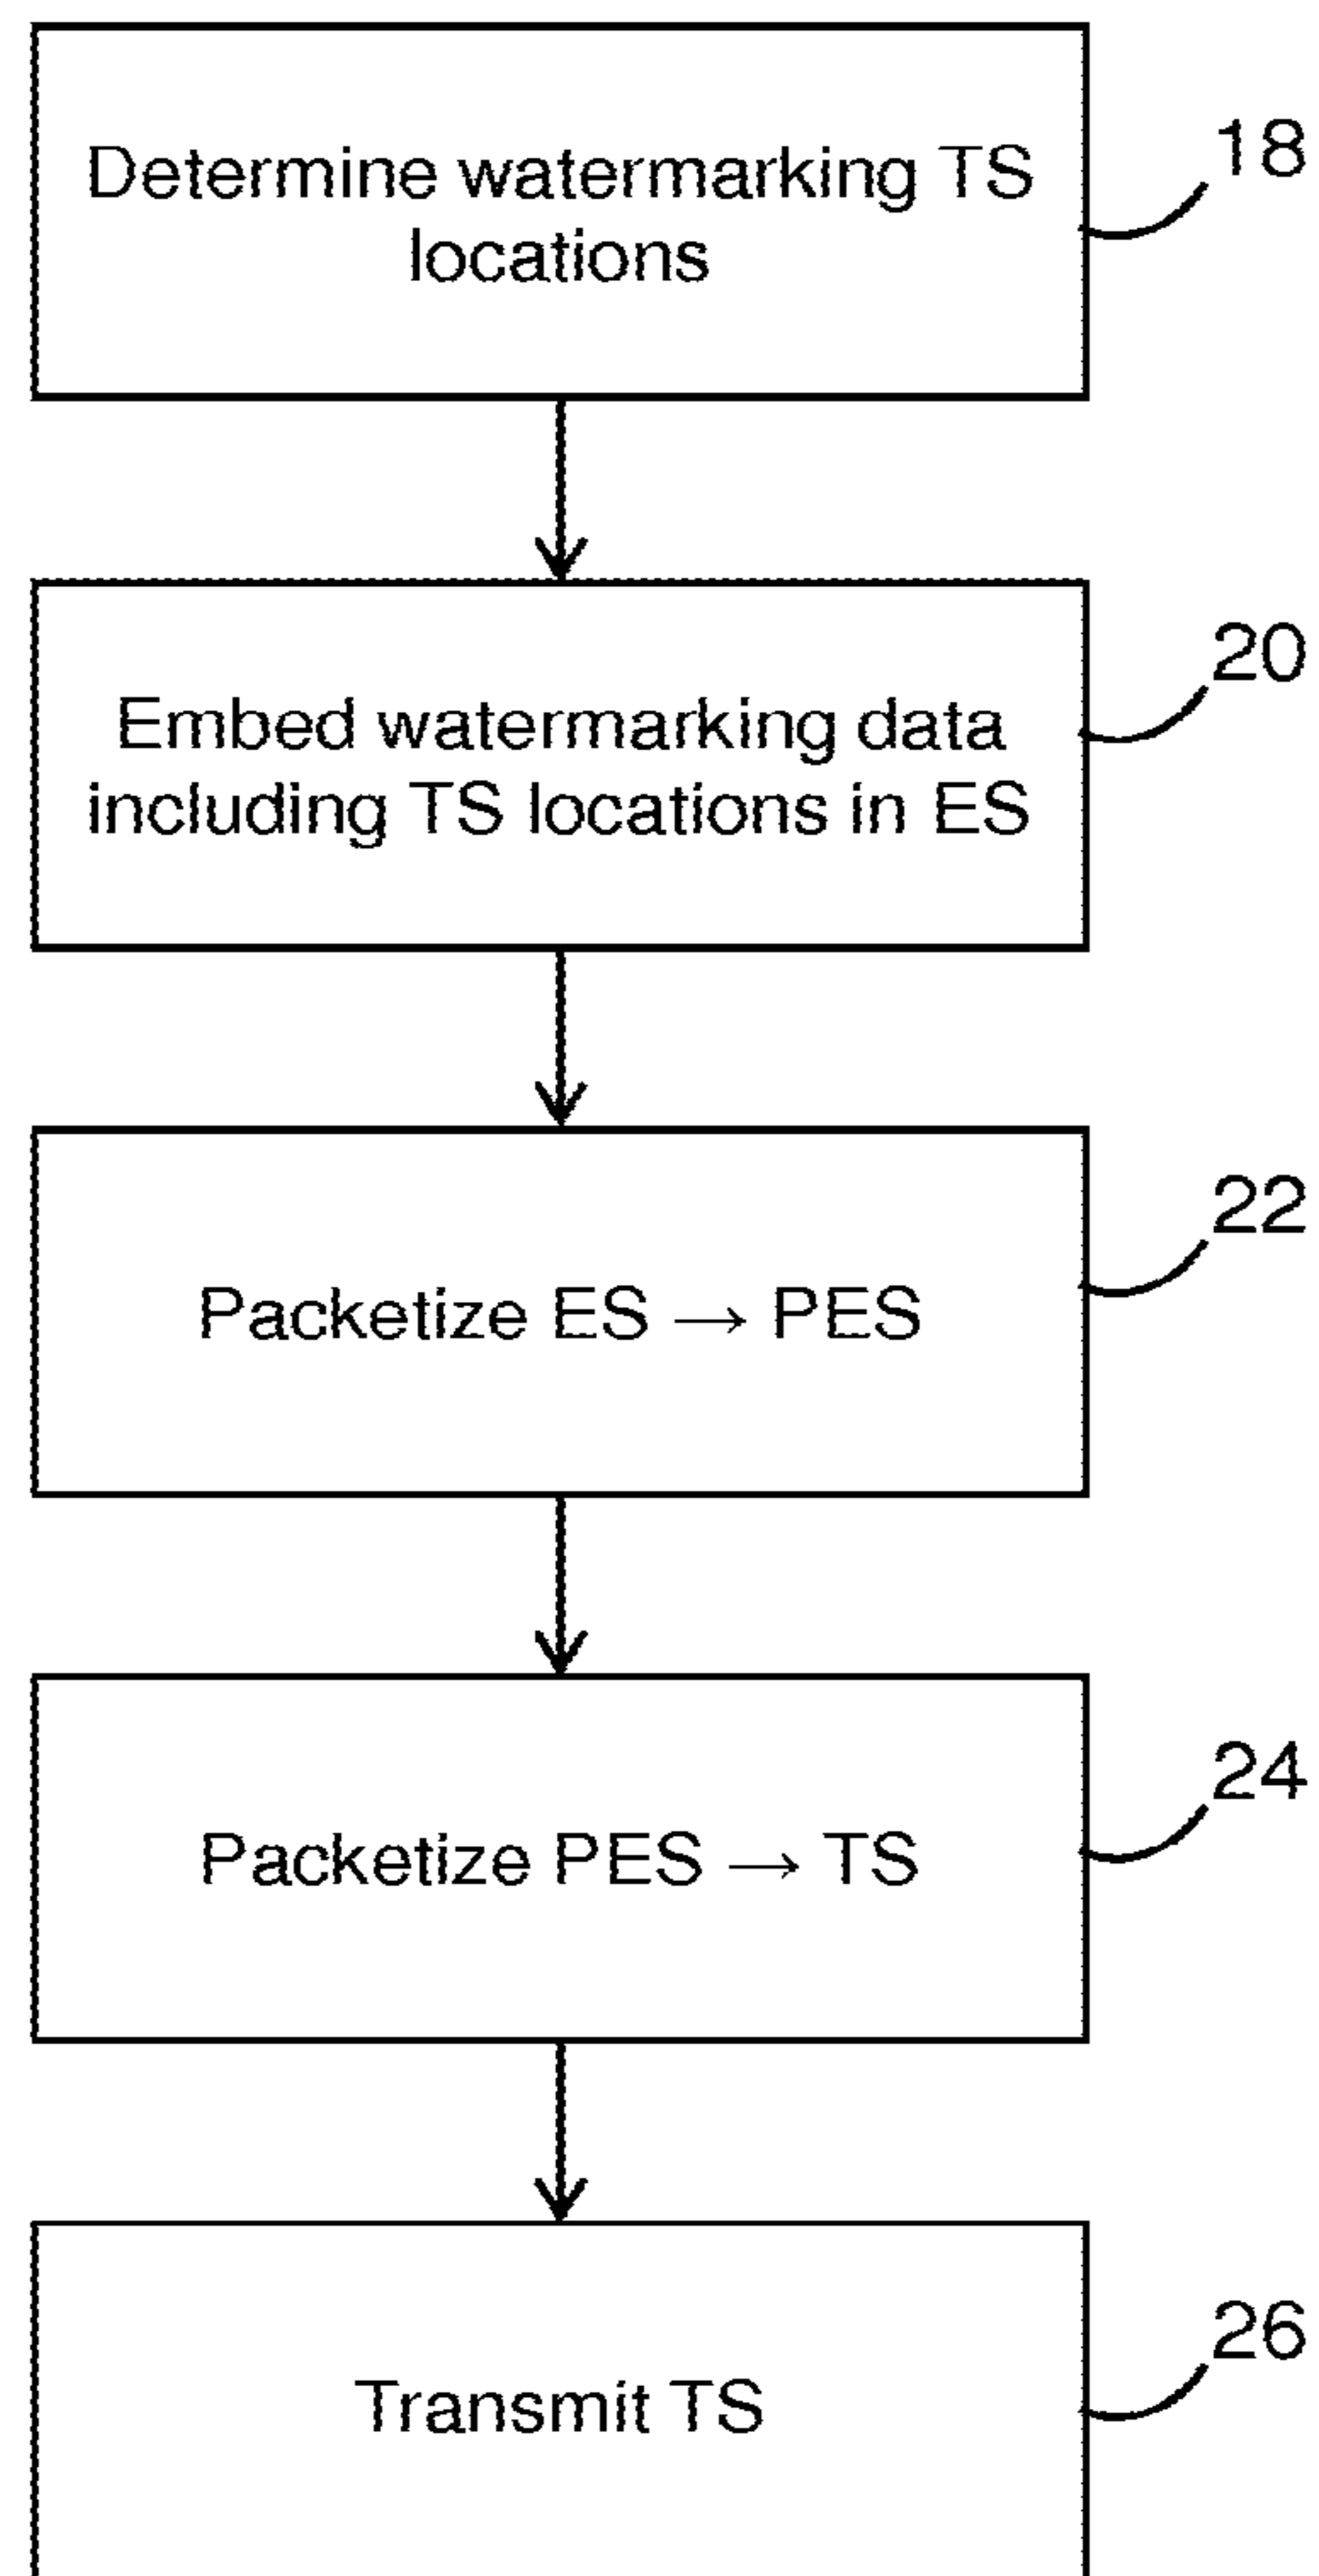 Determine watermarking TS
locations
18
Embed watermarking data
including TS locations in ES
20
Packetize ES → PES
22
Packetize PES → TS
24
Transmit TS
26